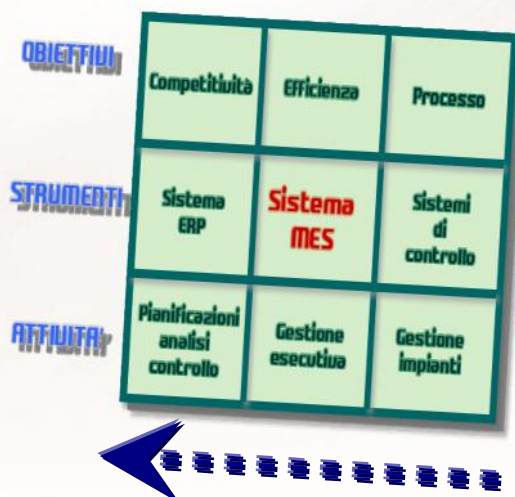 OBIETTIVI
Competitività
Efficienza
Processo
STRUMENTI
Sistema
ERP
Sistema
MES
Sistemi
di
controllo
ATTIVITA'
Pianificazioni
analisi
controllo
Gestione
esecutiva
Gestione
impianti